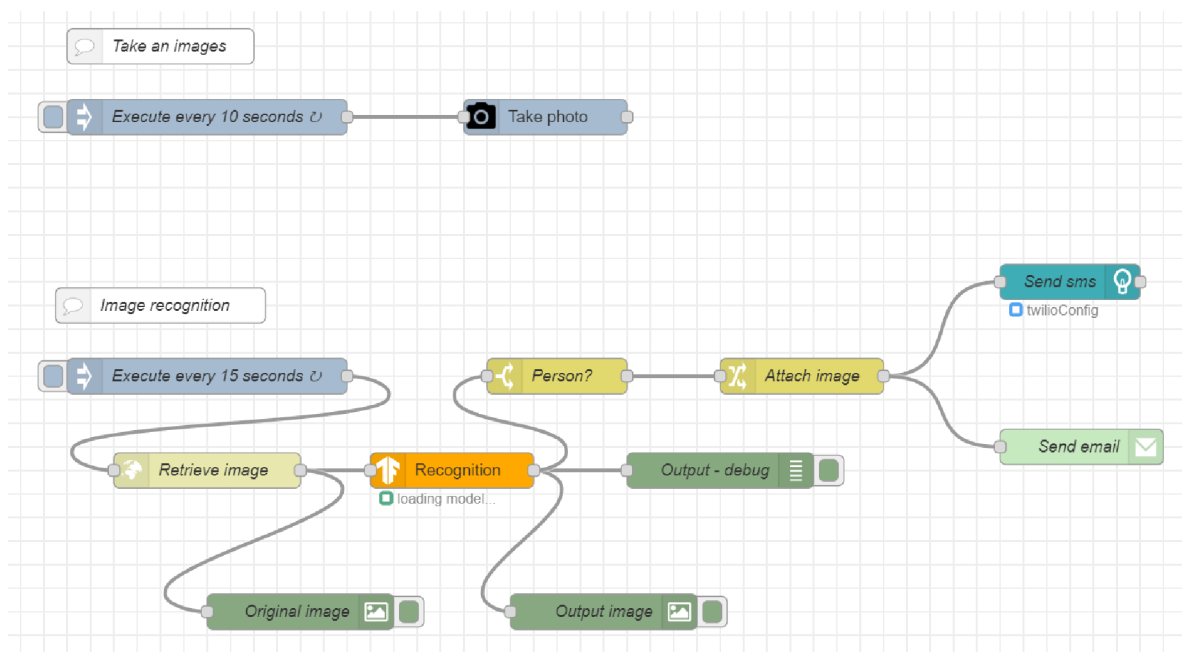 Take an images
Execute every 10 seconds ↻
Take photo
Send sms
twilioConfig
Image recognition
Execute every 15 seconds ↻
Person?
Attach image
Send email
Retrieve image
Recognition
Output - debug
loading model...
Original image
Output image